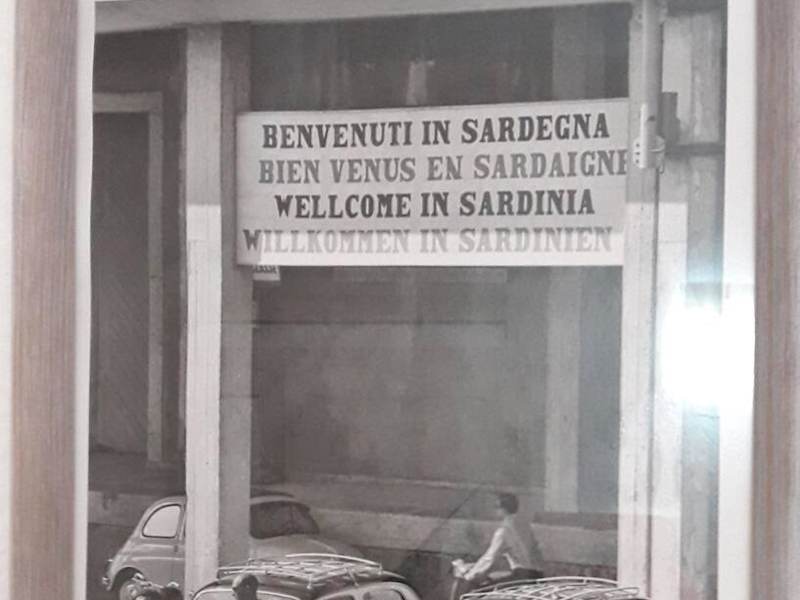 BENVENUTI IN SARDEGNA
BIEN VENUS EN SARDAIGNE
WELLCOME IN SARDINIA
WILLKOMMEN IN SARDINIEN